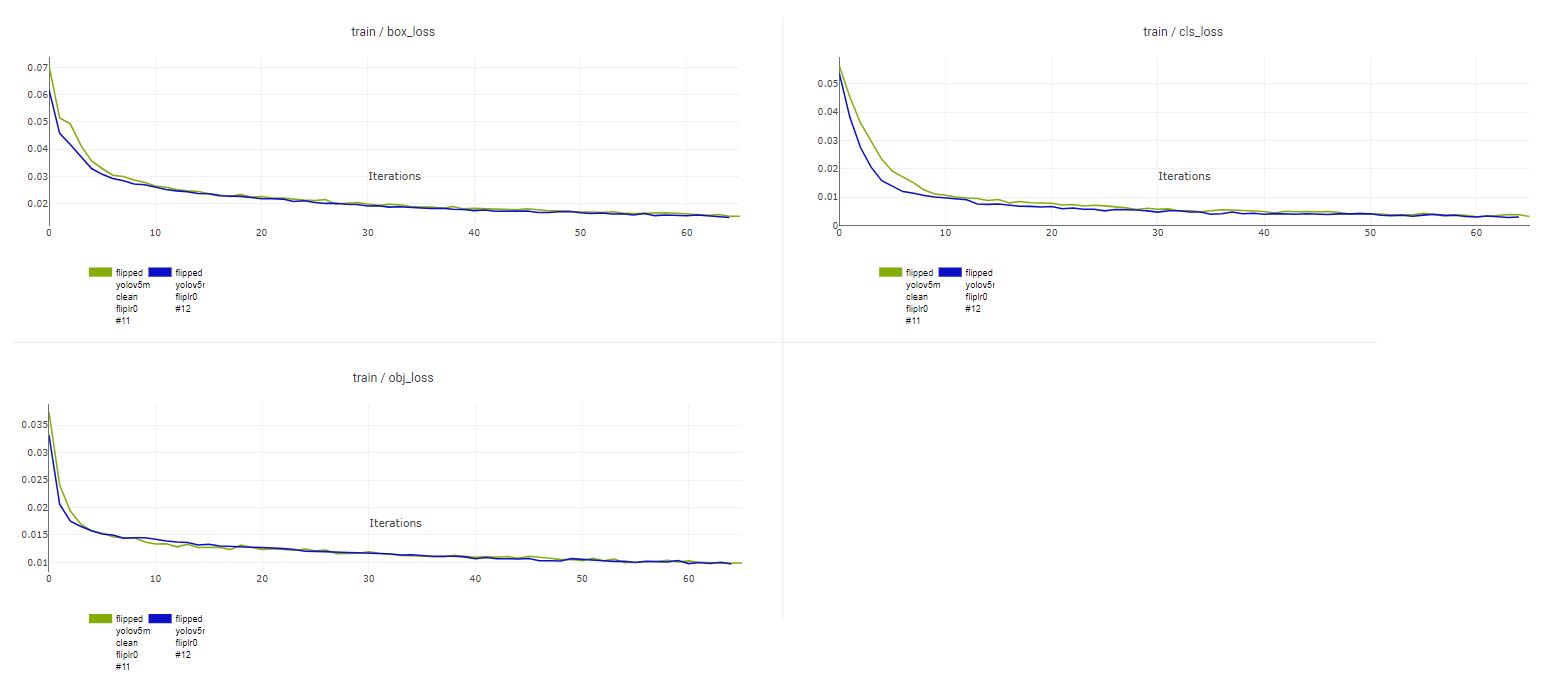 train / box_loss
0.07
0.06
0.05
0.04
0.03
0.02
Iterations
0 10 20 30 40 50 60
flipped
yolov5m
clean
fliplr0
#11
flipped
fliplr0
#12
train / cls_loss
0.05
0.04
0.03
0.02
0.01
0
Iterations
0 10 20 30 40 50 60
flipped
yolov5m
clean
fliplr0
#11
flipped
fliplr0
#12
train / obj_loss
0.035
0.03
0.025
0.02
0.015
0.01
Iterations
0 10 20 30 40 50 60
flipped
yolov5m
clean
fliplr0
#11
flipped
fliplr0
#12